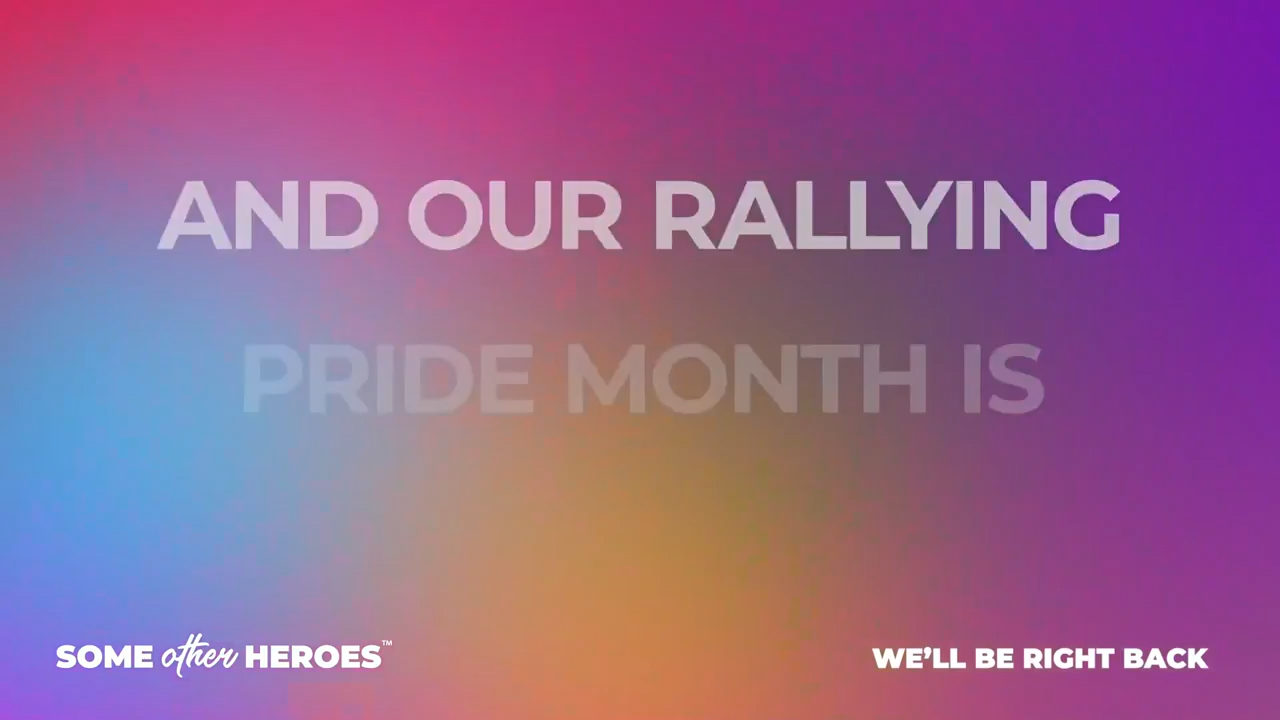 AND OUR RALLYING
PRIDE MONTH IS
SOME other HEROES™
WE'LL BE RIGHT BACK